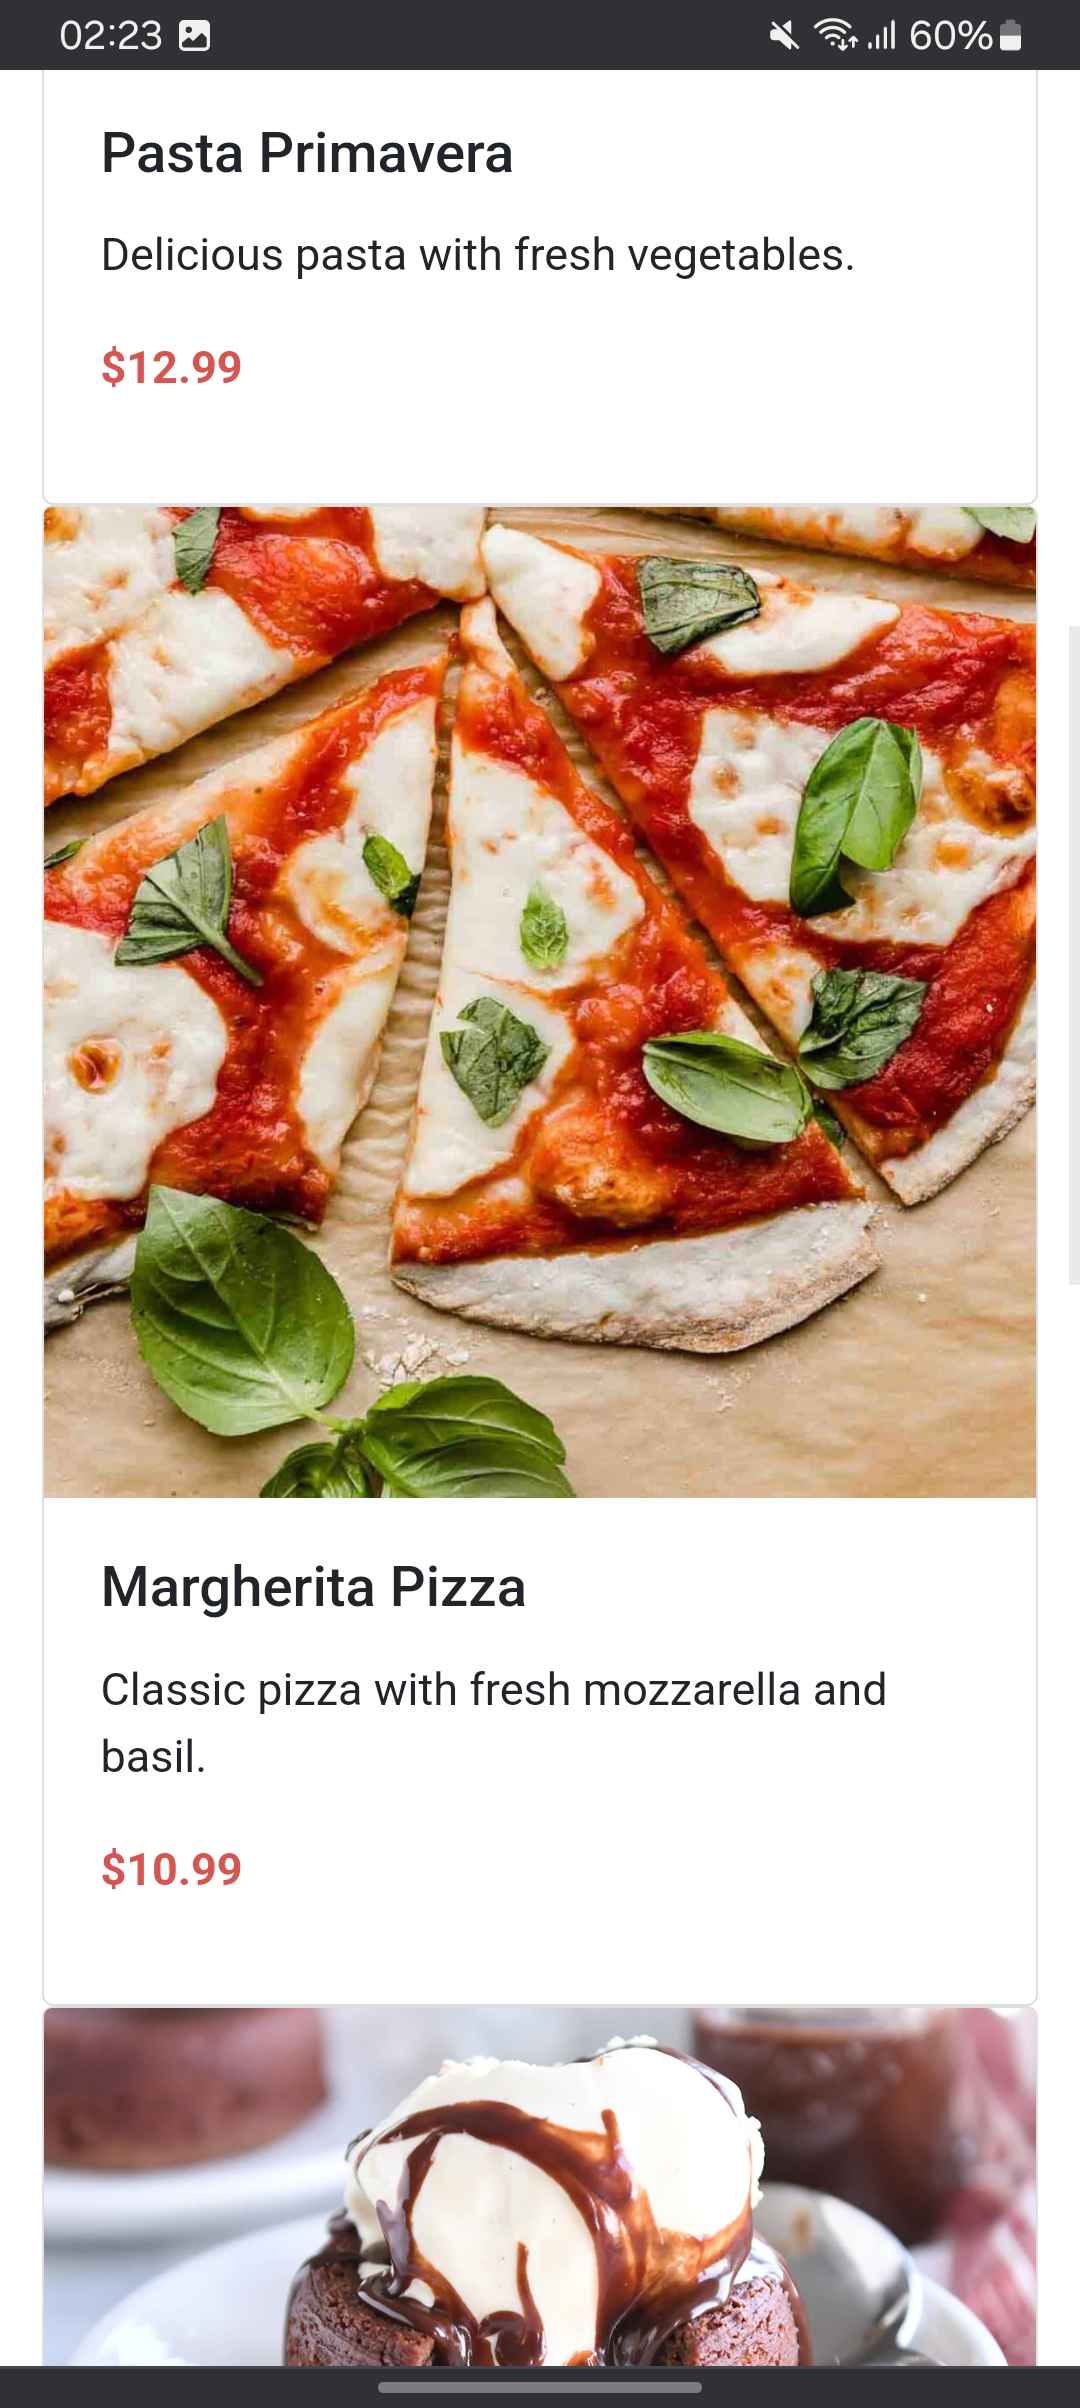 02:23
60%
Pasta Primavera
Delicious pasta with fresh vegetables.
$12.99
Margherita Pizza
Classic pizza with fresh mozzarella and
basil.
$10.99